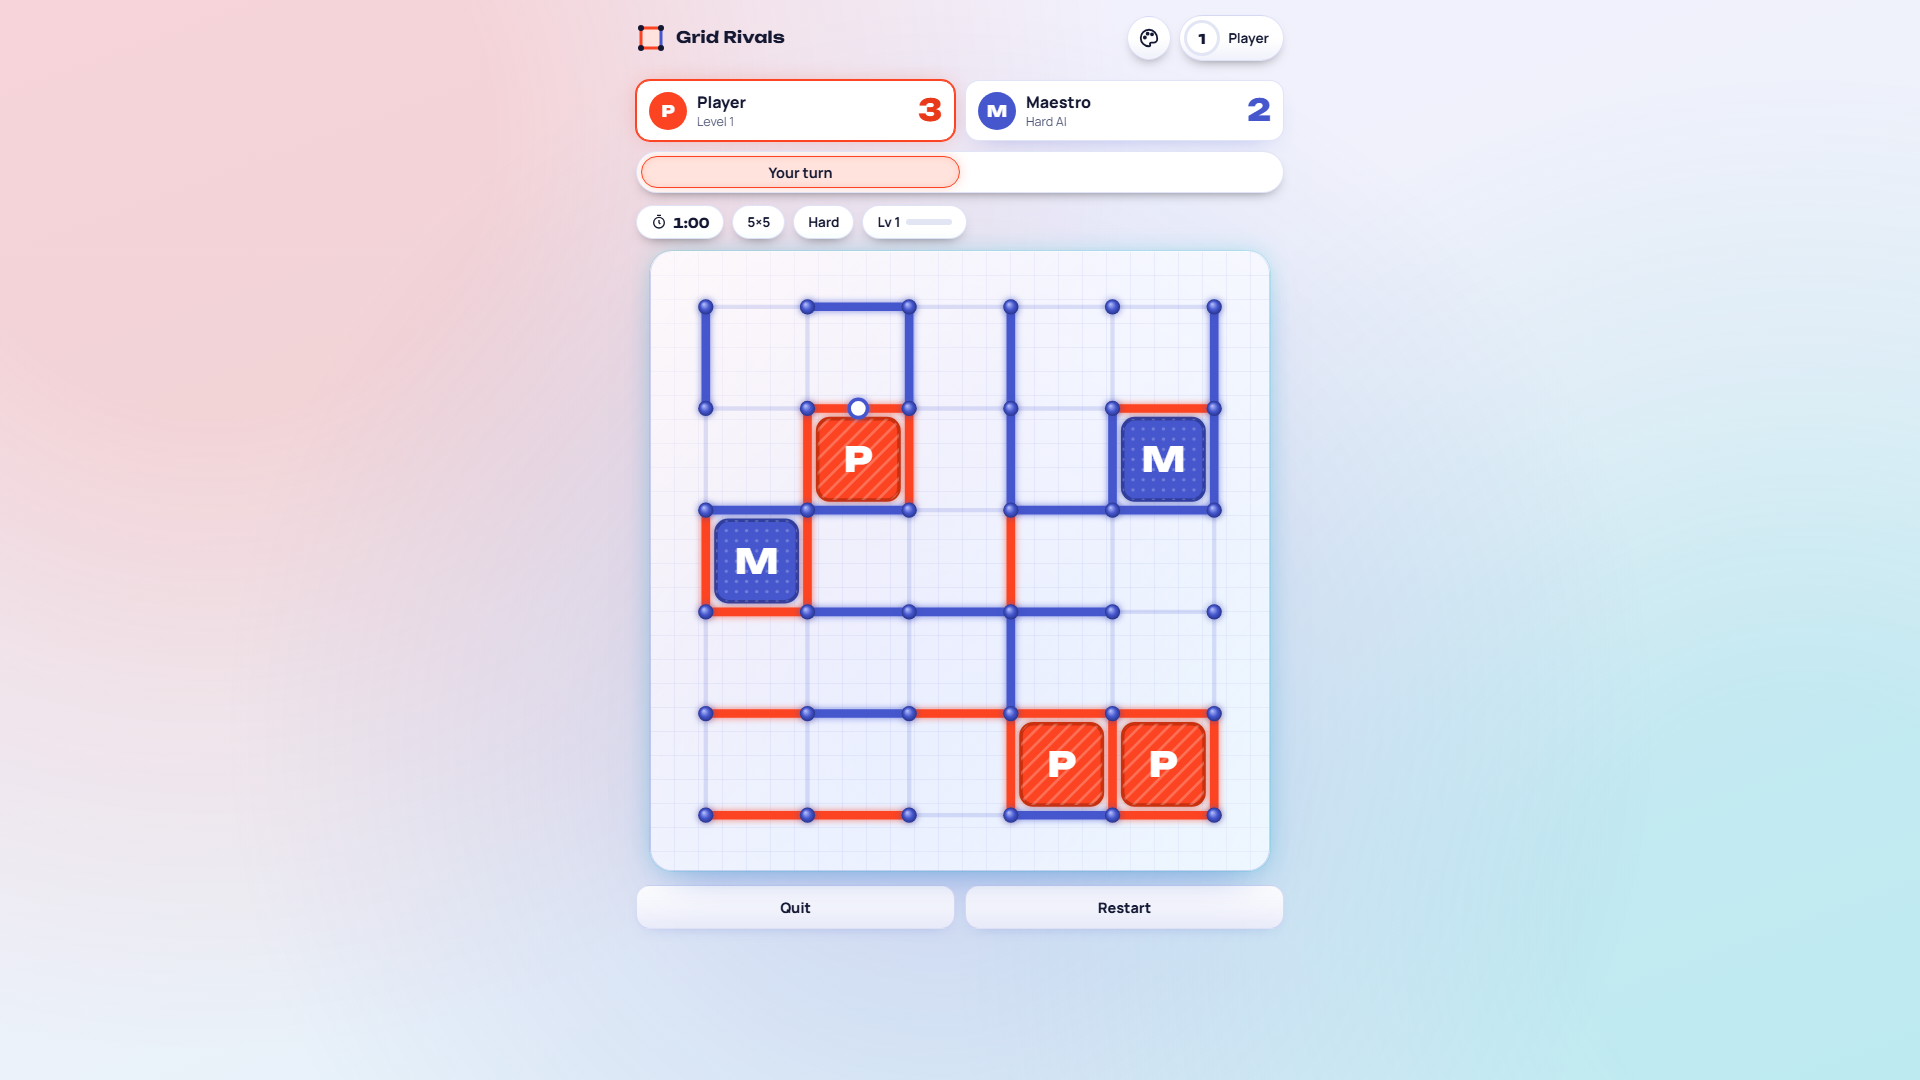 Grid Rivals
1 Player
P Player 3
Level 1
M Maestro 2
Hard AI
Your turn
1:00 5×5 Hard Lv 1
P M
M
P P
Quit Restart